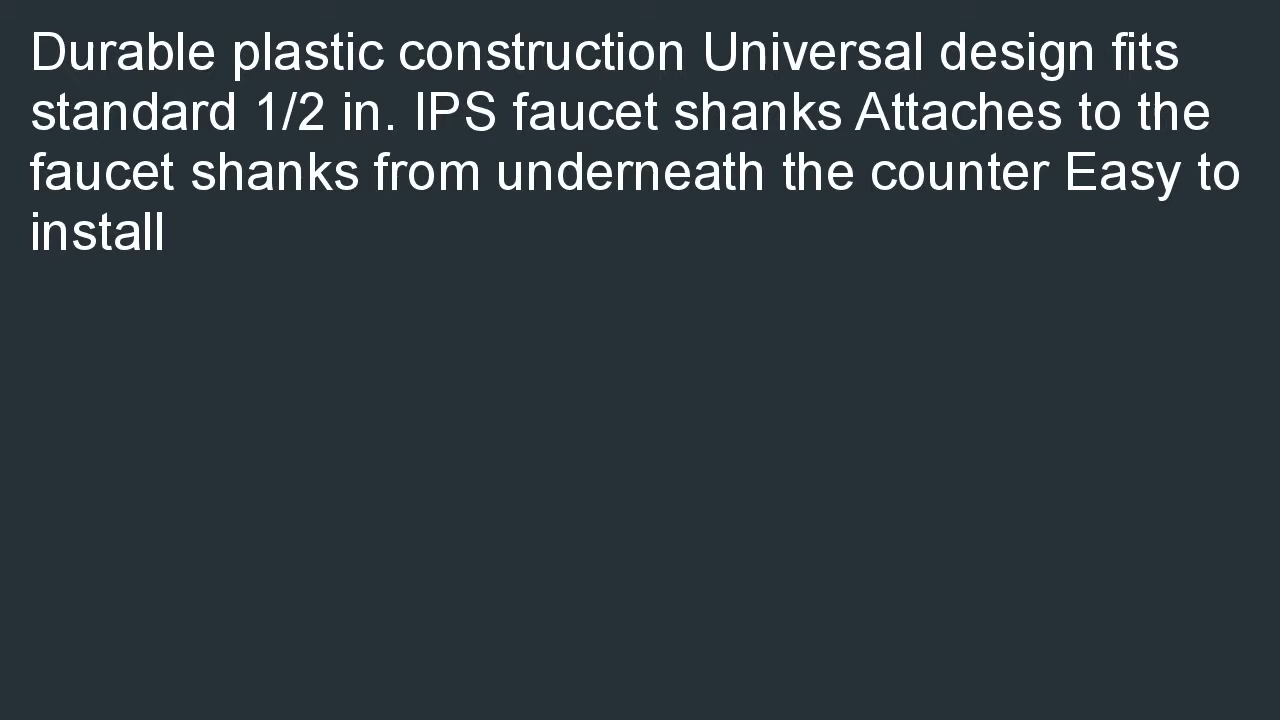 Durable plastic construction Universal design fits
standard 1/2 in. IPS faucet shanks Attaches to the
faucet shanks from underneath the counter Easy to
install